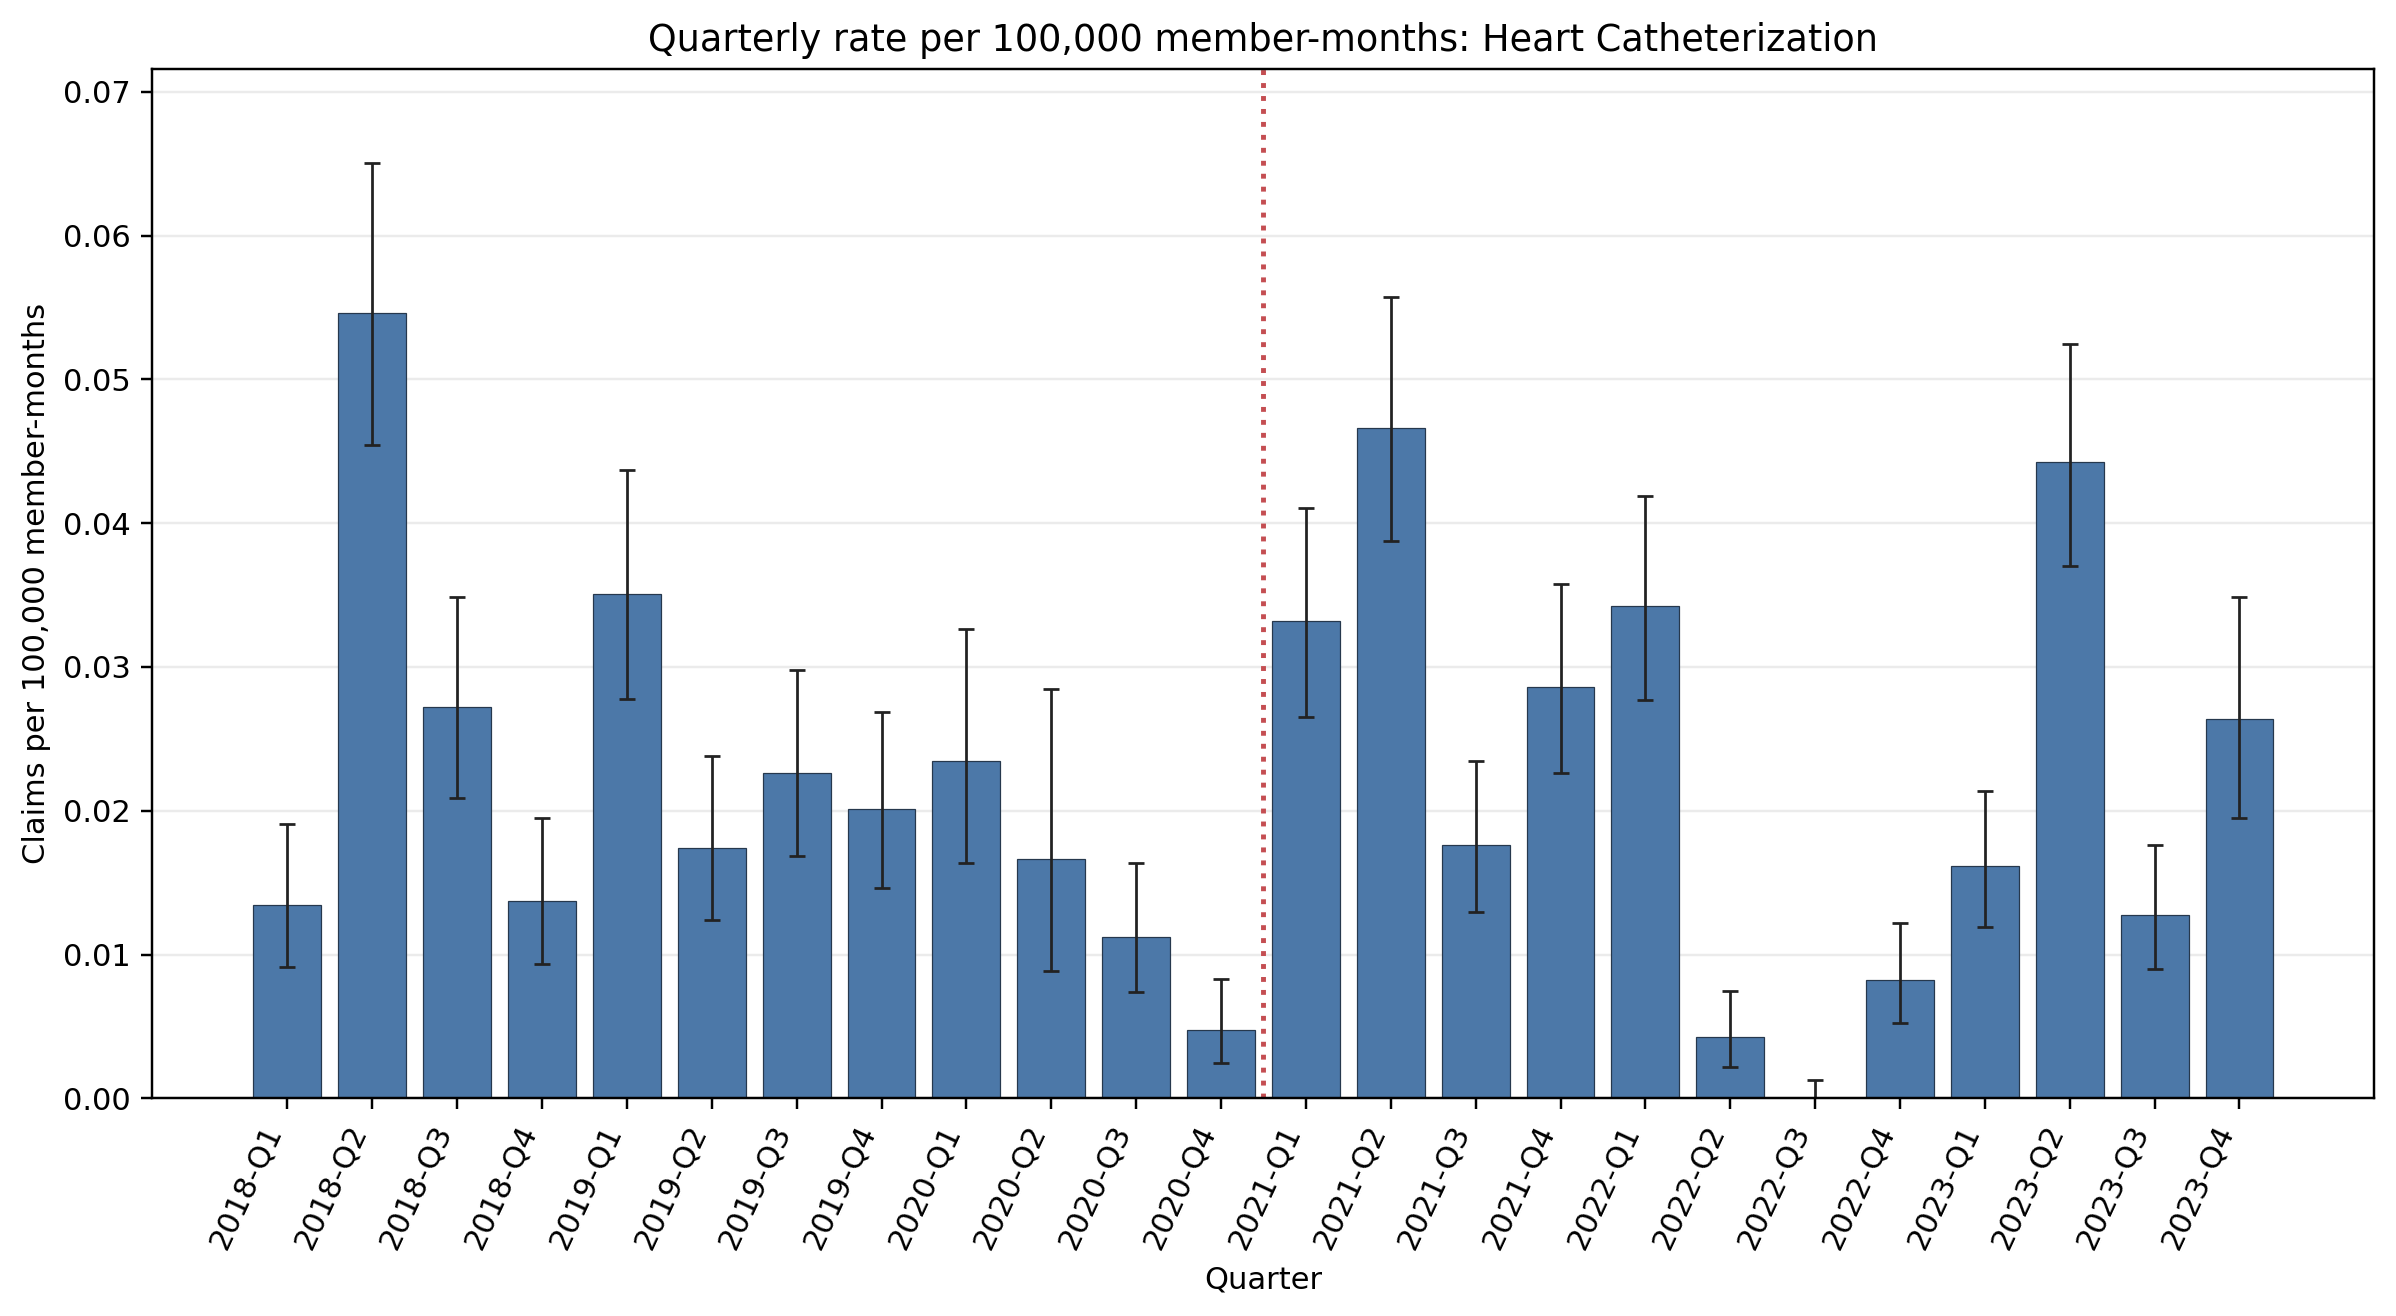 Quarterly rate per 100,000 member-months: Heart Catheterization
Claims per 100,000 member-months
0.07
0.06
0.05
0.04
0.03
0.02
0.01
0.00
2018-Q1
2018-Q2
2018-Q3
2018-Q4
2019-Q1
2019-Q2
2019-Q3
2019-Q4
2020-Q1
2020-Q2
2020-Q3
2020-Q4
2021-Q1
2021-Q2
2021-Q3
2021-Q4
2022-Q1
2022-Q2
2022-Q3
2022-Q4
2023-Q1
2023-Q2
2023-Q3
2023-Q4
Quarter